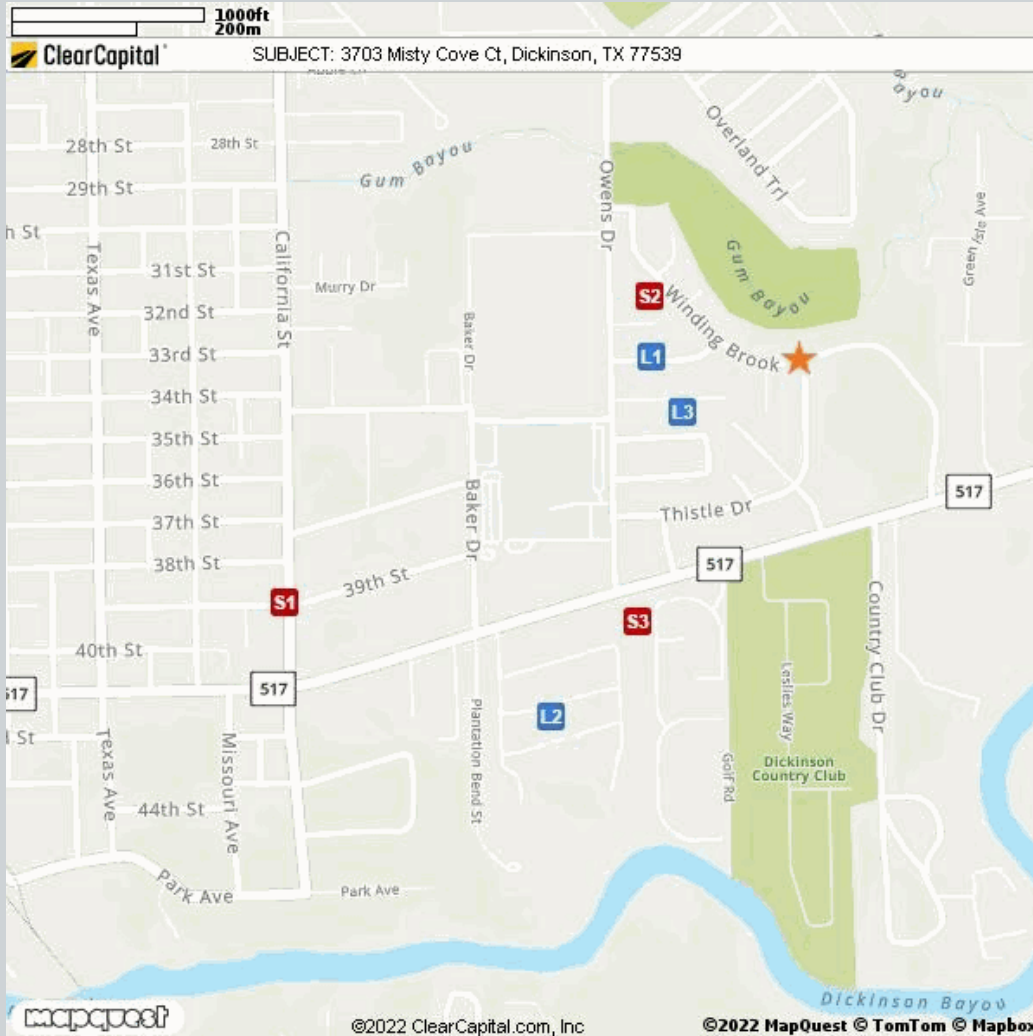 1000ft
200m
ClearCapital
SUBJECT: 3703 Misty Cove Ct, Dickinson, TX 77539
Bayou
28th St
28th St
Gum Bayou
Overland Trl
29th St
Owens Dr
Green Isle Ave
h St
Texas Ave
California St
31st St
Murry Dr
Gum Bayou
S2
Winding Brook
32nd St
Baker Dr
33rd St
L1
34th St
L3
35th St
36th St
Baker Dr
517
Thistle Dr
37th St
38th St
517
39th St
S1
S3
Country Club Dr
40th St
517
517
Leslies Way
L2
Plantation Bend St
l St
Texas Ave
Missouri Ave
Golf Rd
Dickinson
Country Club
44th St
Park Ave
Park Ave
Dickinson Bayou
mapquest
©2022 ClearCapital.com, Inc
©2022 MapQuest © TomTom © Mapbo